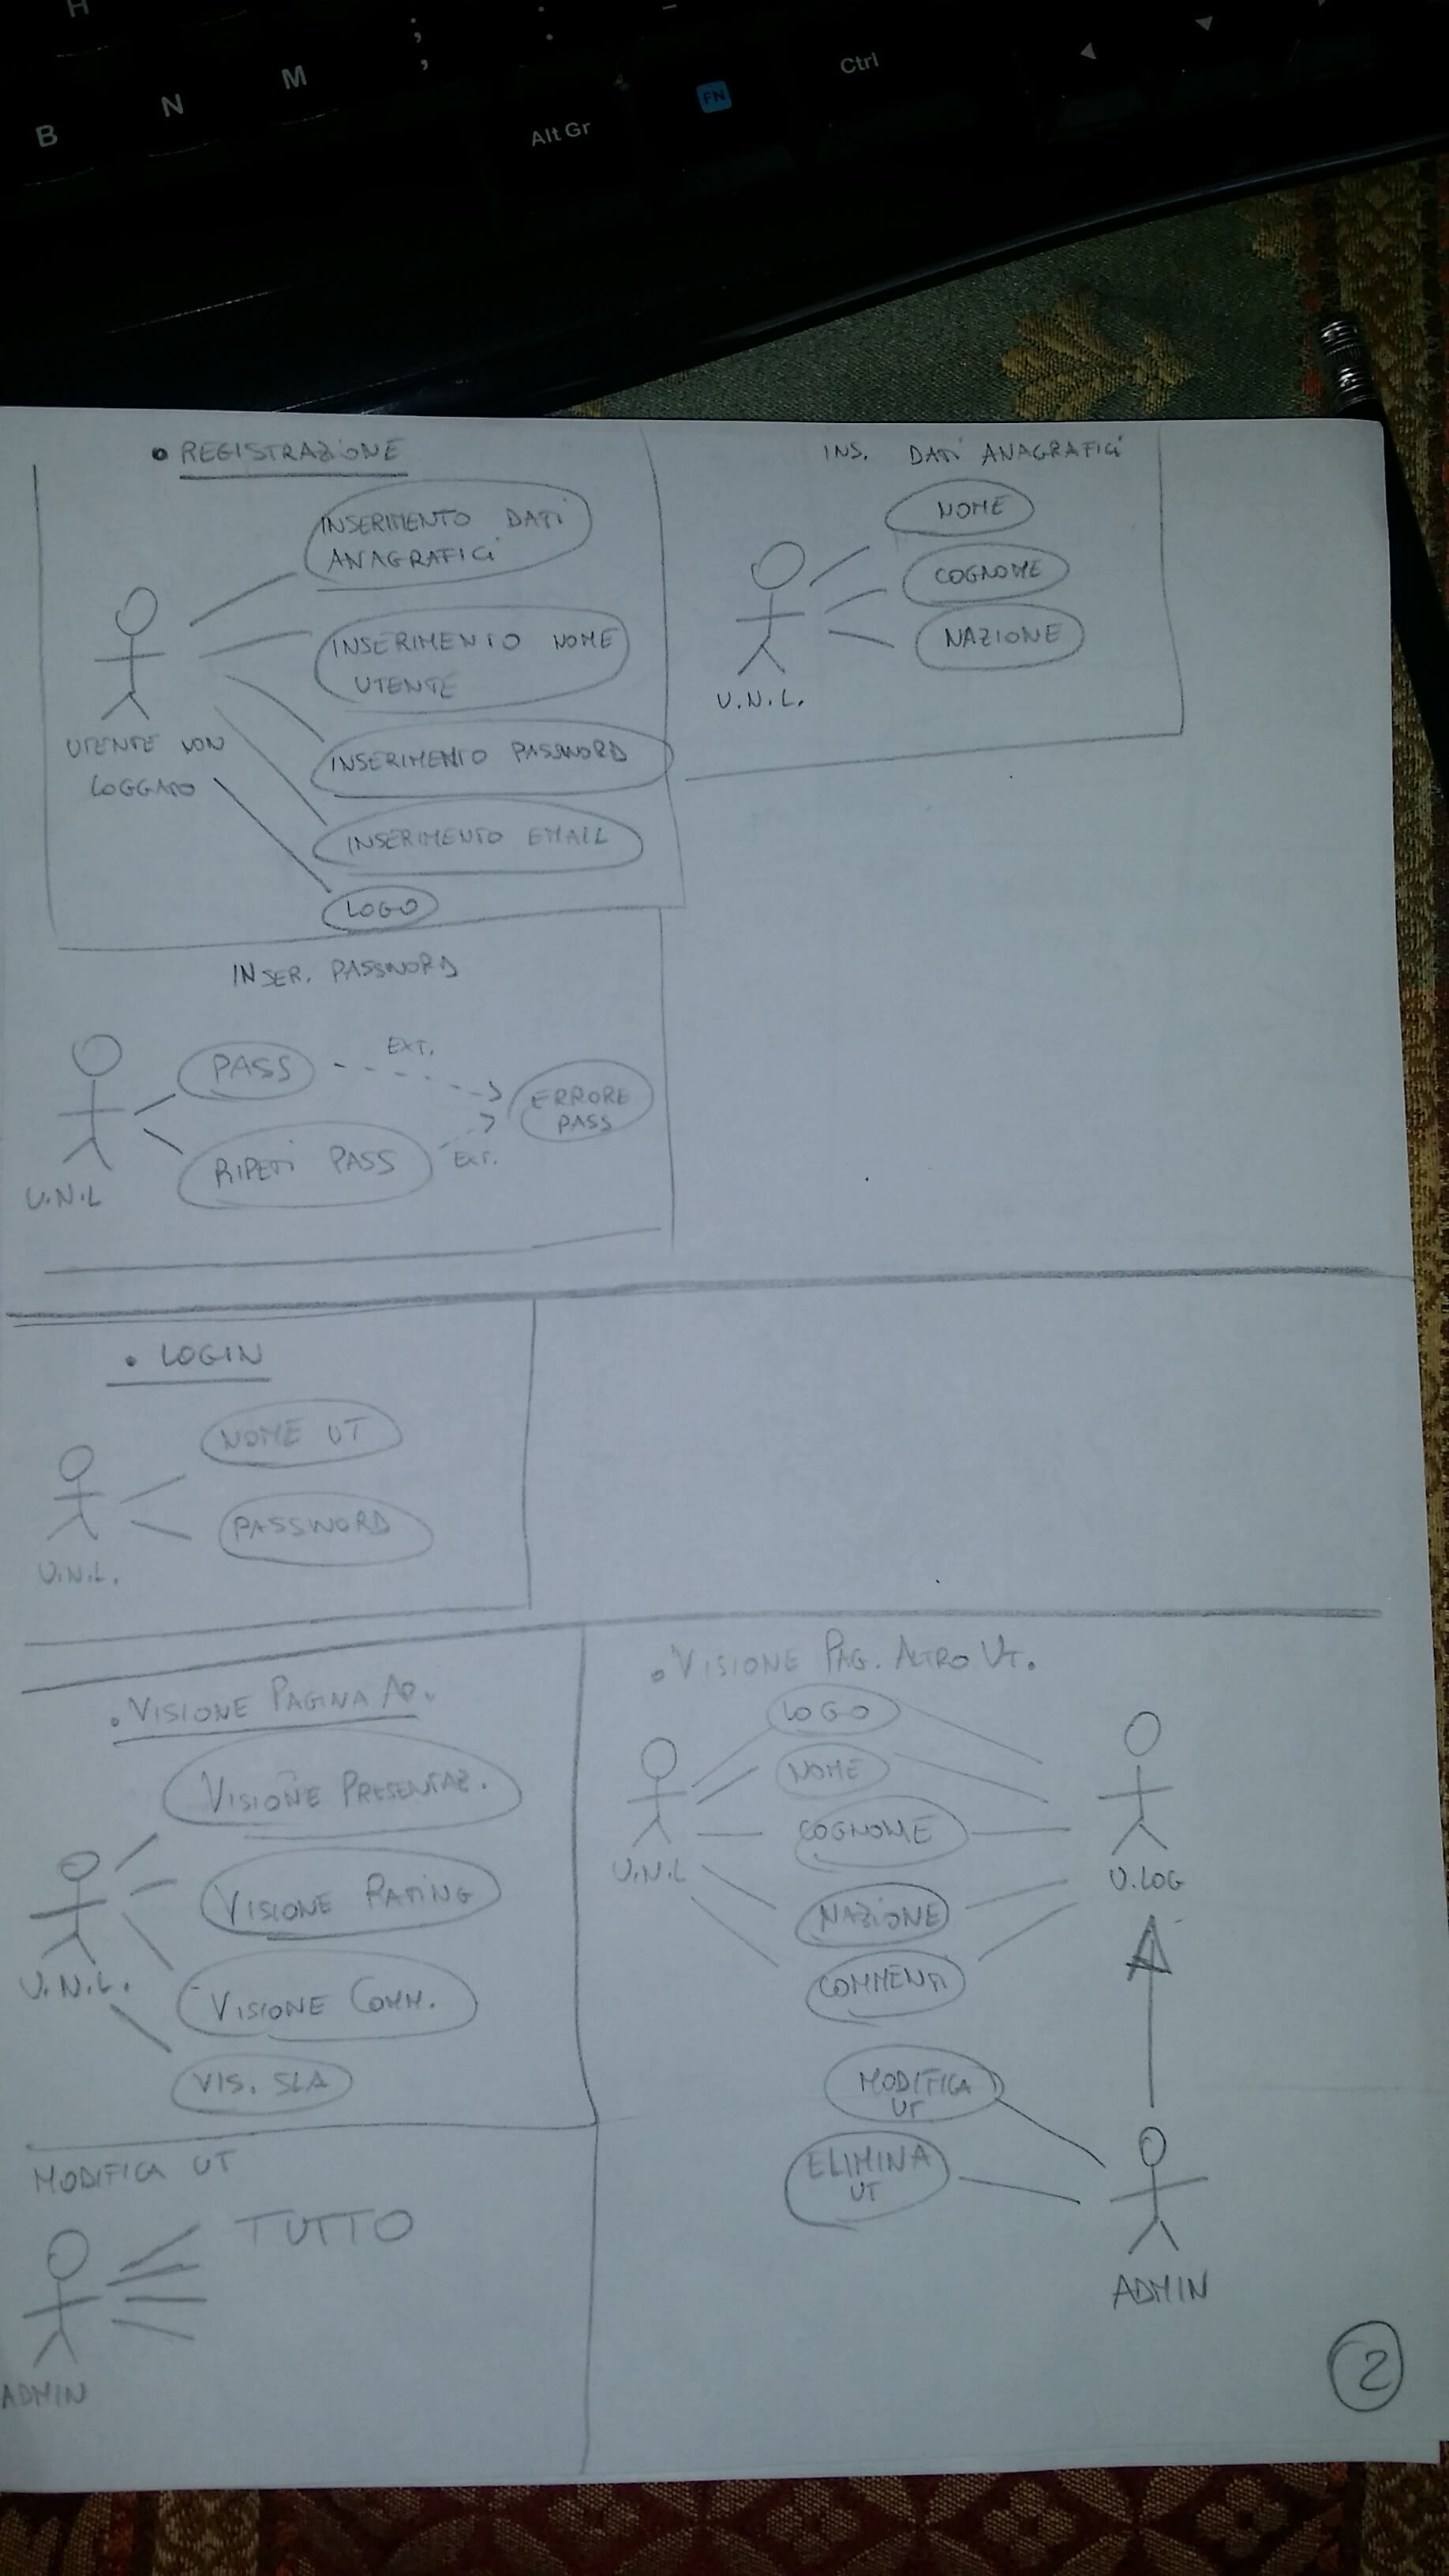 H
B
N
M
;
,
:
.
-
Alt Gr
FN
Ctrl
• REGISTRAZIONE
INSERIMENTO DATI
ANAGRAFICI
INSERIMENTO NOME
UTENTE
INSERIMENTO PASSWORD
INSERIMENTO EMAIL
LOGO
UTENTE NON
LOGGATO
INS. DATI ANAGRAFICI
NOME
COGNOME
NAZIONE
U.N.L.
INSER. PASSWORD
PASS
EXT.
ERRORE
PASS
RIPETI PASS
EXT.
U.N.L
• LOGIN
NOME UT
PASSWORD
U.N.L.
• VISIONE PAGINA AP.
VISIONE PRESENTAZ.
VISIONE RATING
VISIONE COMM.
VIS. SLA
U.N.L.
• VISIONE PAG. ALTRO UT.
LOGO
NOME
COGNOME
NAZIONE
COMMENTI
U.N.L
U.LOG
MODIFICA
UT
ELIMINA
UT
ADMIN
MODIFICA UT
TUTTO
ADMIN
2